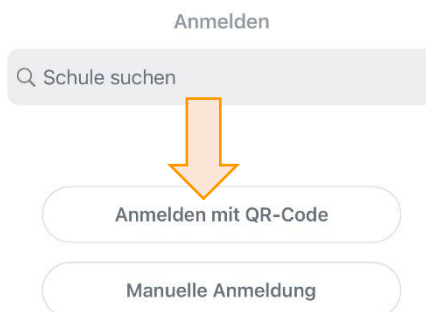 Anmelden
Schule suchen
Anmelden mit QR-Code
Manuelle Anmeldung